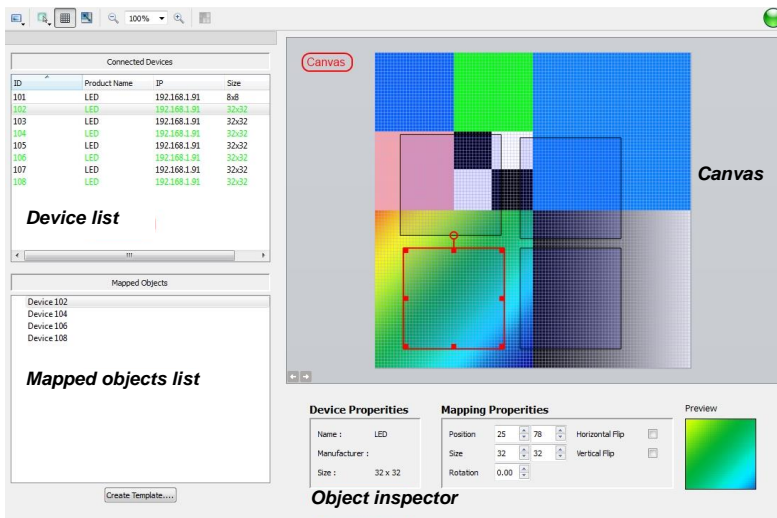 100%
Connected Devices
ID Product Name IP Size
101 LED 192.168.1.91 8x8
102 LED 192.168.1.91 32x32
103 LED 192.168.1.91 32x32
104 LED 192.168.1.91 32x32
105 LED 192.168.1.91 32x32
106 LED 192.168.1.91 32x32
107 LED 192.168.1.91 32x32
108 LED 192.168.1.91 32x32
Device list
Mapped Objects
Device 102
Device 104
Device 106
Device 108
Mapped objects list
Create Template....
Canvas
Canvas
Device Properities
Name : LED
Manufacturer :
Size : 32 x 32
Mapping Properities
Position 25 78 Horizontal Flip
Size 32 32 Vertical Flip
Rotation 0.00
Preview
Object inspector